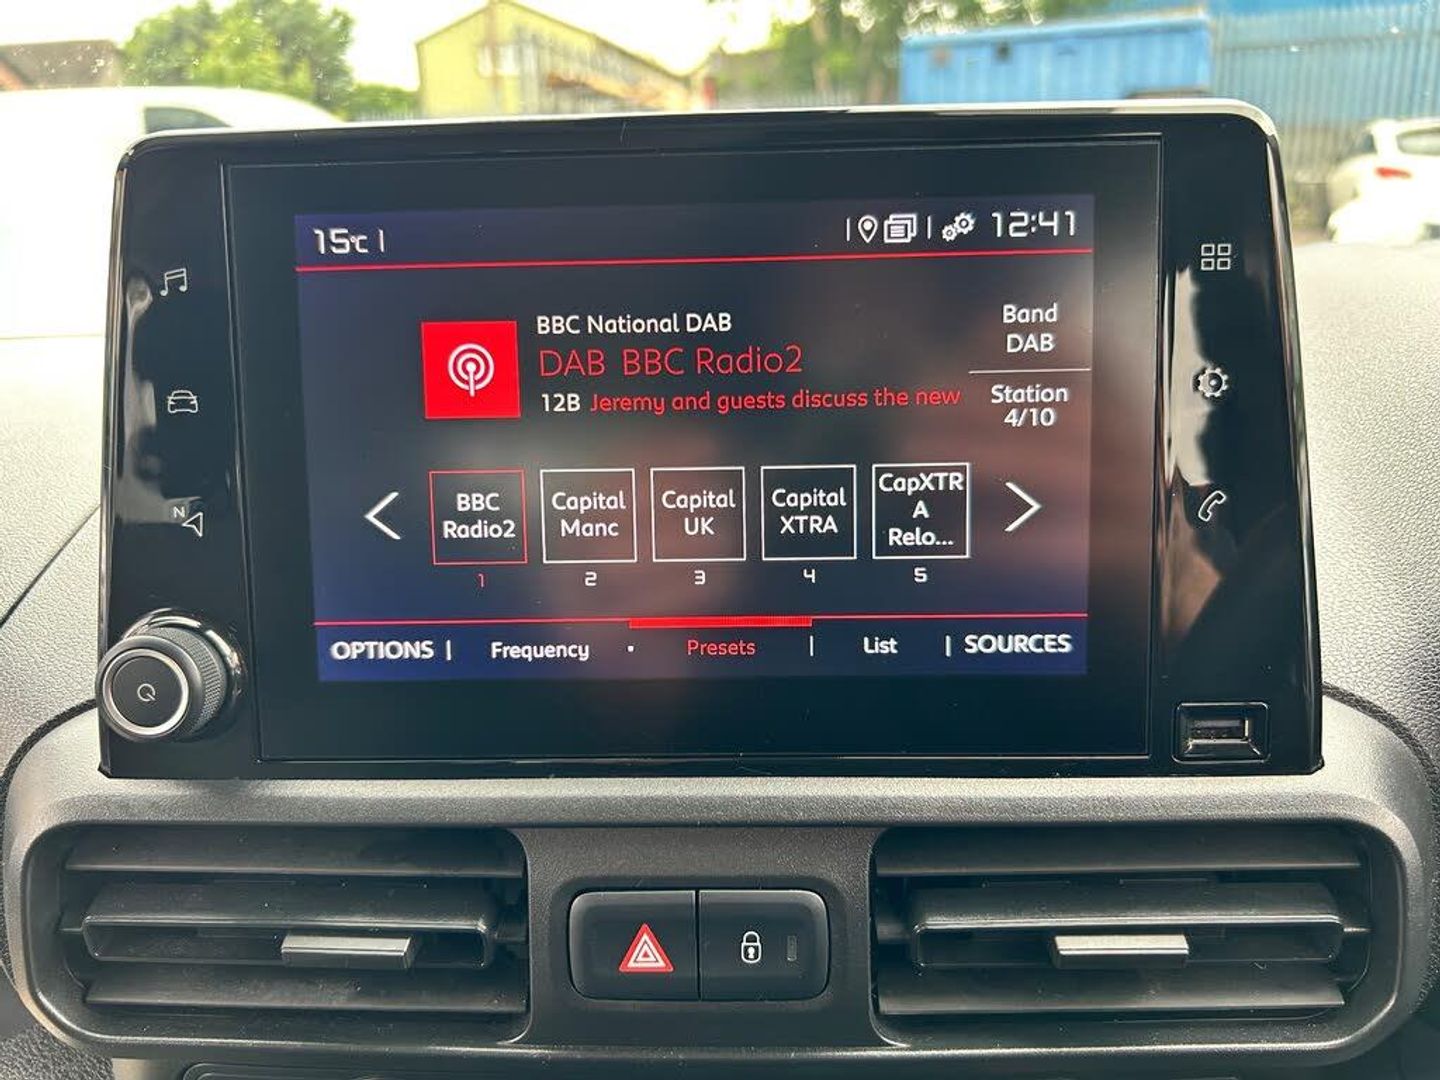 15°C
12:41
BBC National DAB
DAB BBC Radio2
12B Jeremy and guests discuss the new
Band
DAB
Station
4/10
BBC
Radio2
1
Capital
Manc
2
Capital
UK
3
Capital
XTRA
4
CapXTR
A
Relo...
5
OPTIONS | Frequency • Presets | List | SOURCES
N